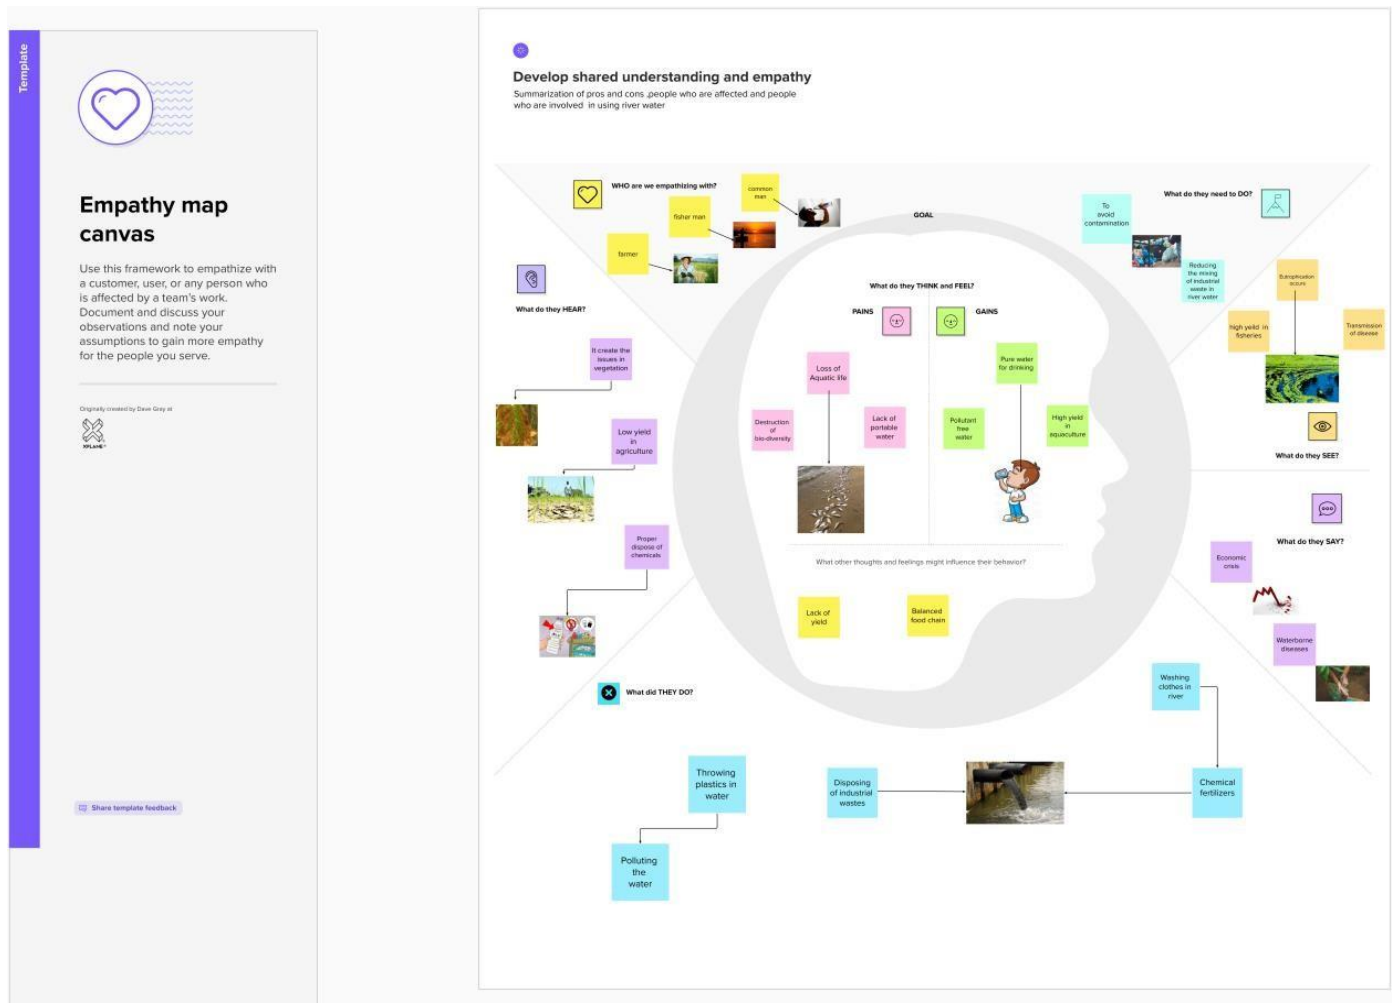 Template
Empathy map
canvas
Use this framework to empathize with
a customer, user, or any person who
is affected by a team's work.
Document and discuss your
observations and note your
assumptions to gain more empathy
for the people you serve.
Originally created by Dave Gray at
XPLANE
Share template feedback
Develop shared understanding and empathy
Summarization of pros and cons ,people who are affected and people
who are involved in using river water
WHO are we empathizing with?
common
man
fisher man
farmer
GOAL
What do they need to DO?
To
avoid
contamination
Reducing
the mixing
of industrial
waste in
river water
What do they HEAR?
It create the
issues in
vegetation
Low yield
in
agriculture
Proper
dispose of
chemicals
What do they THINK and FEEL?
PAINS
GAINS
Loss of
Aquatic life
Destruction
of
bio-diversity
Lack of
portable
water
Pure water
for drinking
Pollutant
free
water
High yield
in
aquaculture
What other thoughts and feelings might influence their behavior?
Lack of
yield
Balanced
food chain
Eutrophication
occurs
high yeild in
fisheries
Transmission
of disease
What do they SEE?
What do they SAY?
Economic
crisis
Waterborne
diseases
What did THEY DO?
Washing
clothes in
river
Throwing
plastics in
water
Disposing
of industrial
wastes
Chemical
fertilizers
Polluting
the
water